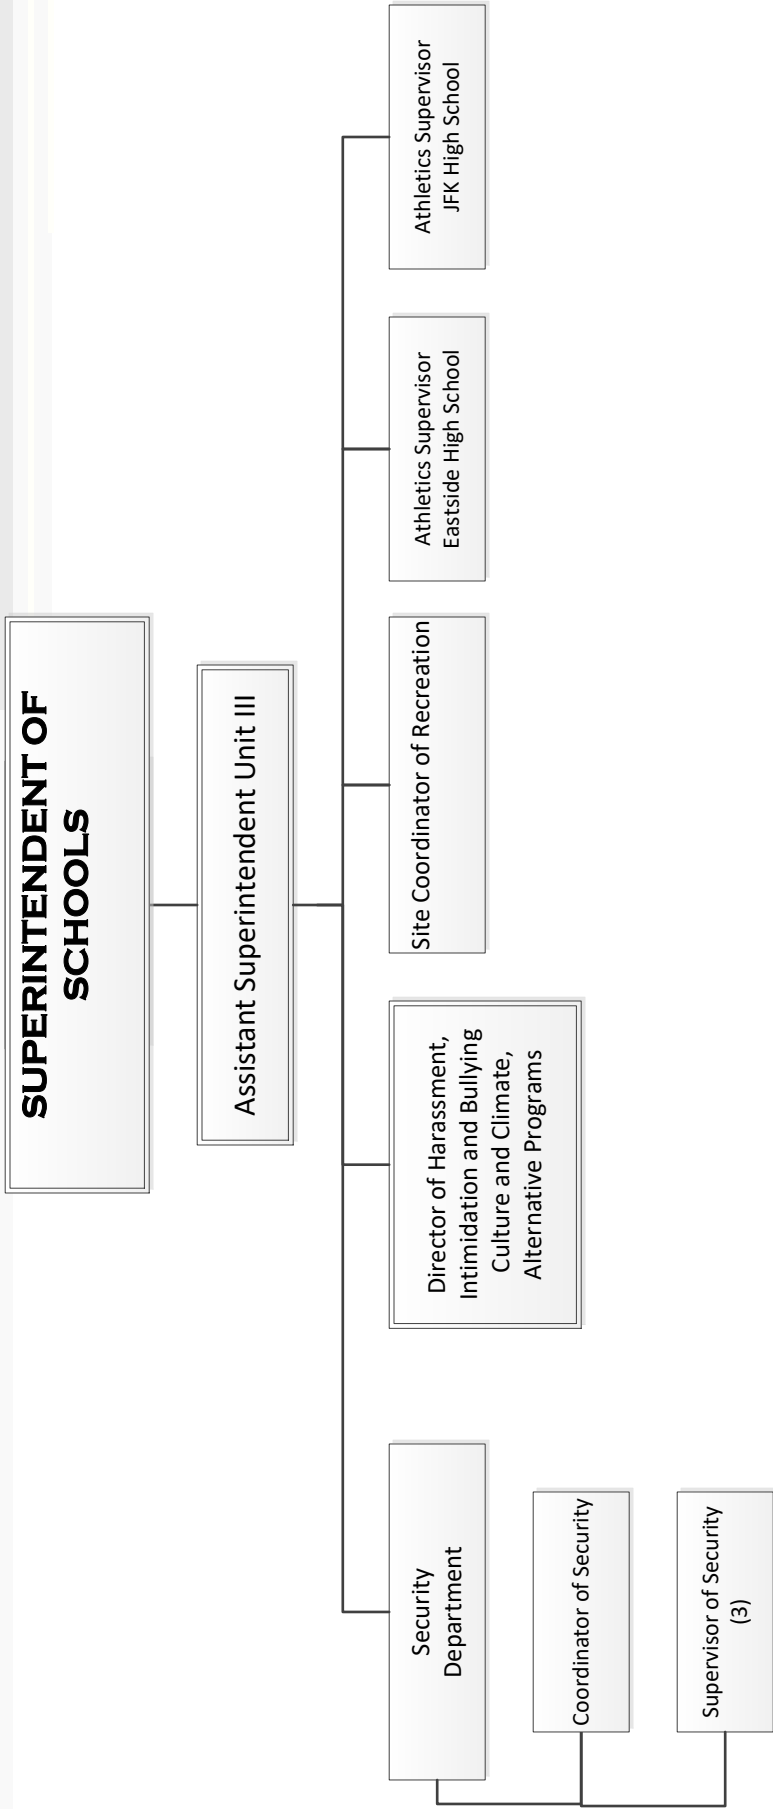 SUPERINTENDENT OF
SCHOOLS
Assistant Superintendent Unit III
Security
Department
Director of Harassment,
Intimidation and Bullying
Culture and Climate,
Alternative Programs
Site Coordinator of Recreation
Athletics Supervisor
Eastside High School
Athletics Supervisor
JFK High School
Coordinator of Security
Supervisor of Security
(3)